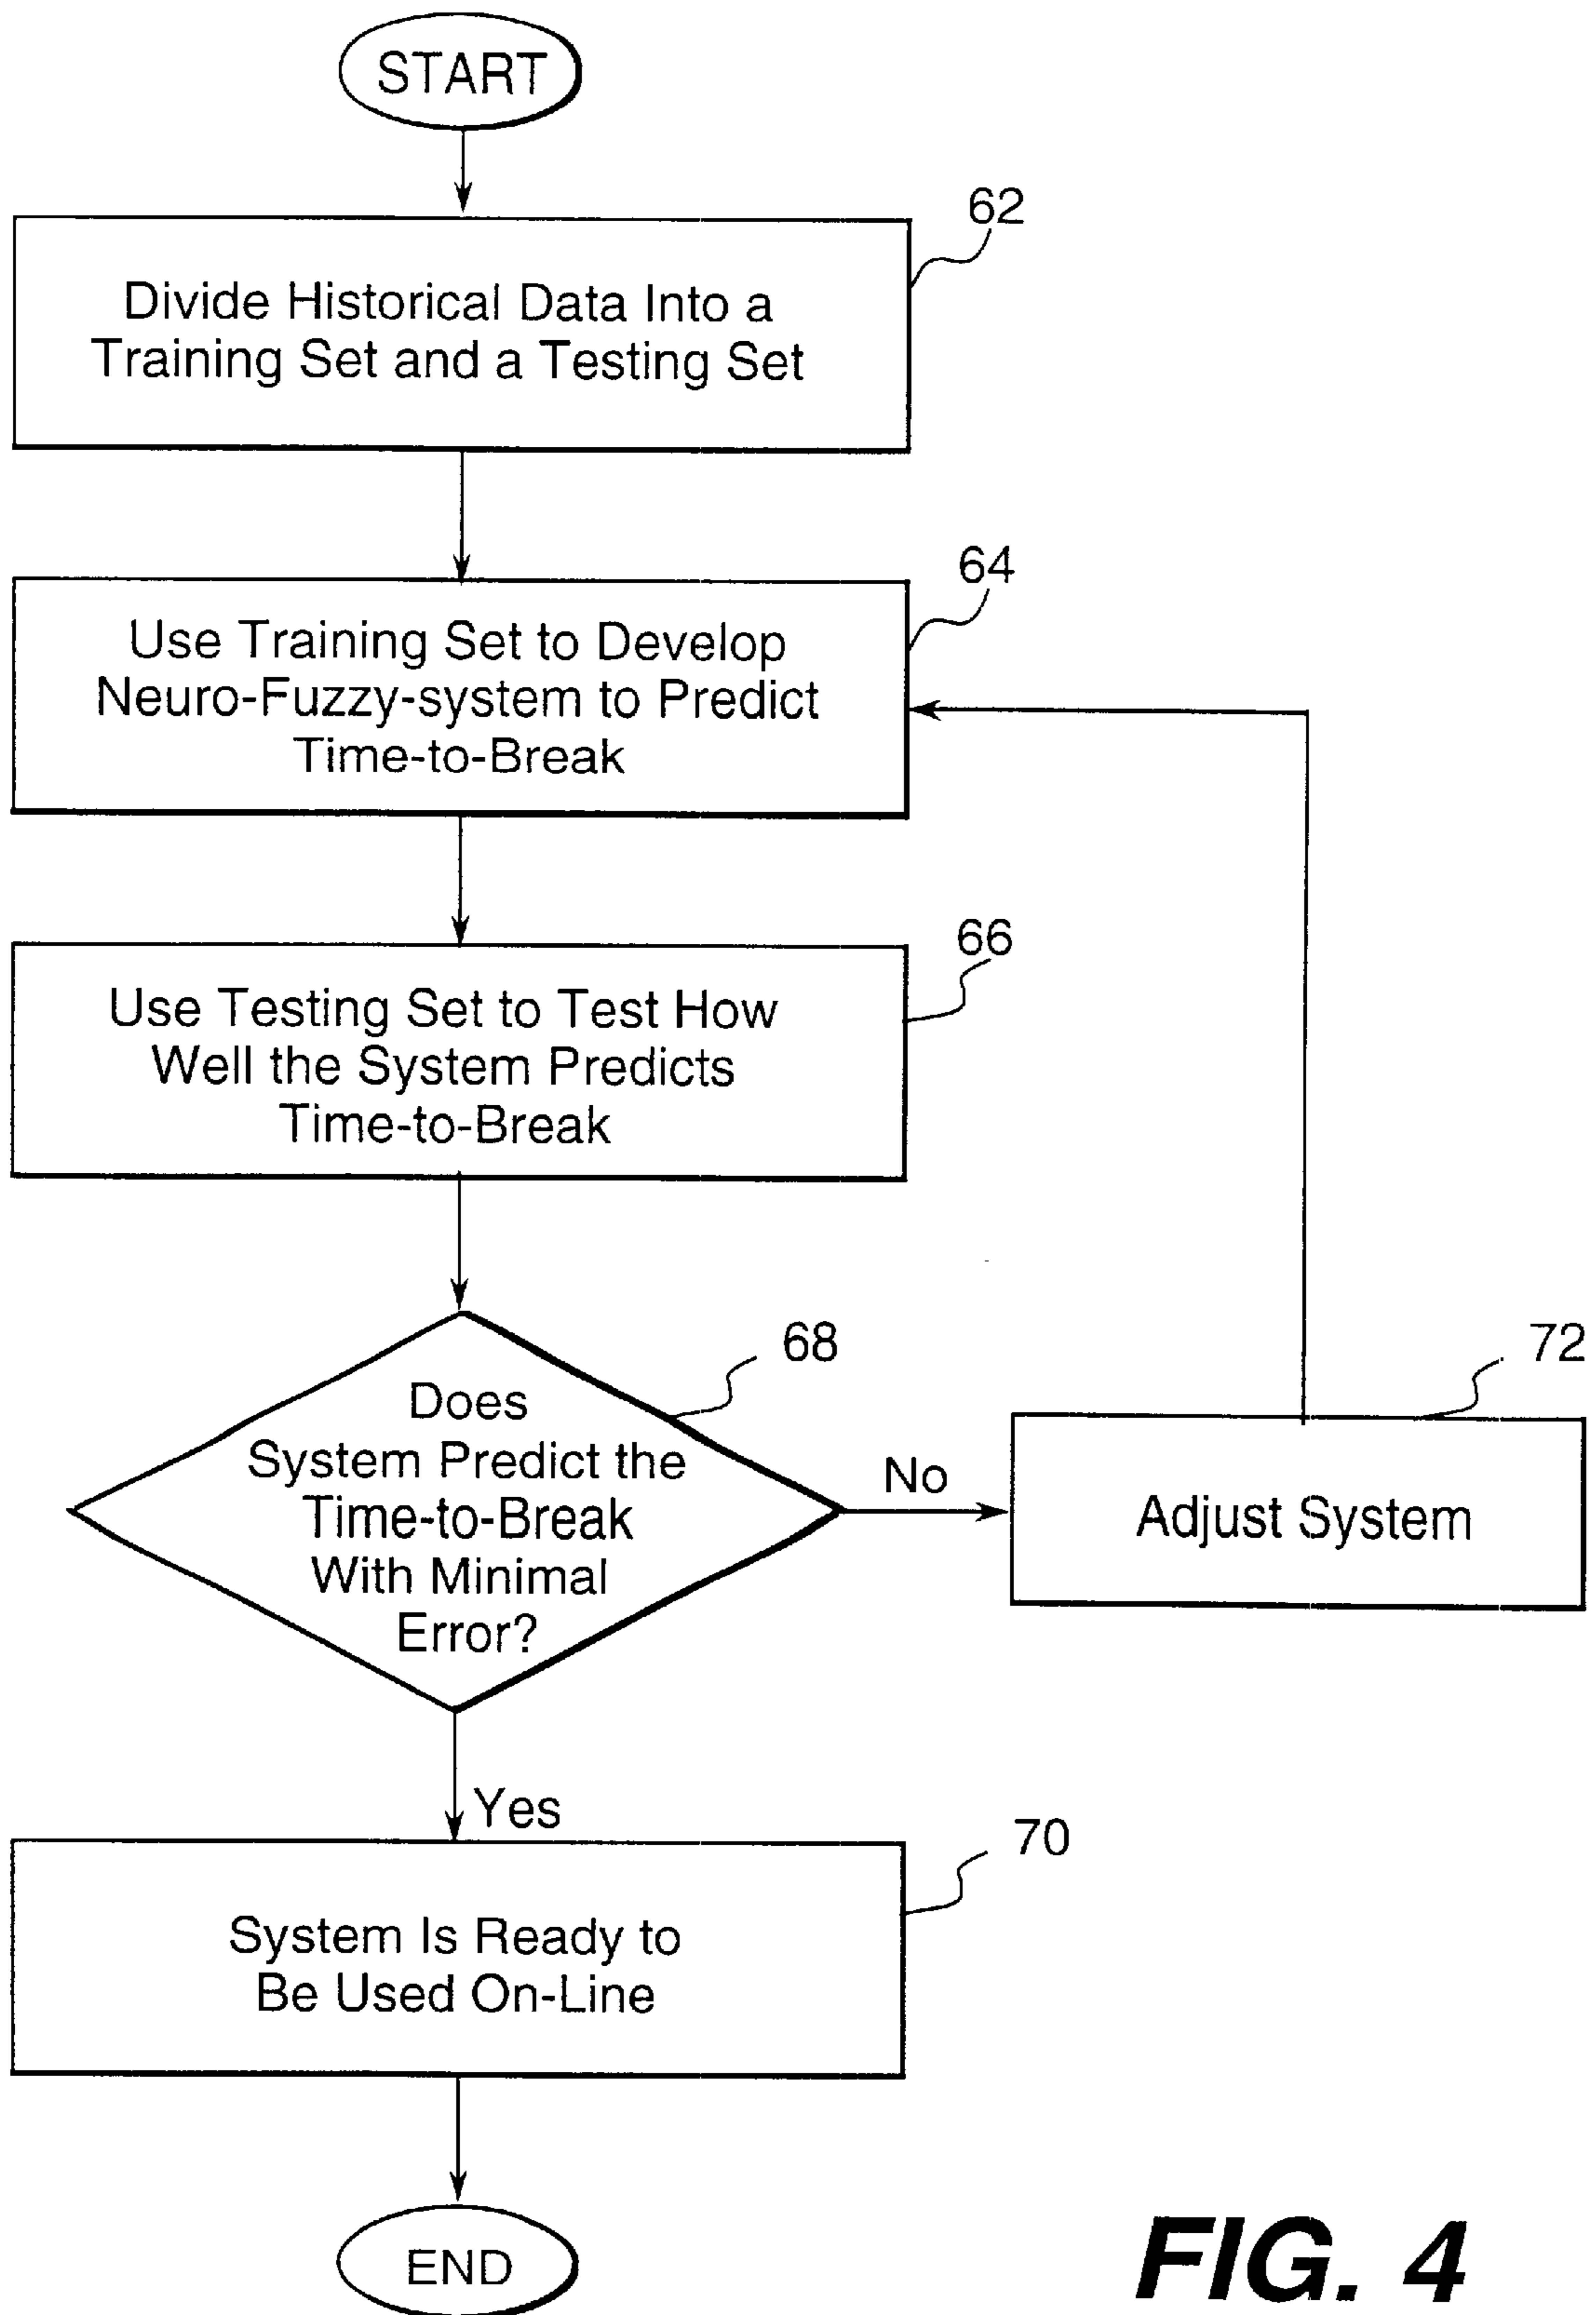 START
62
Divide Historical Data Into a
Training Set and a Testing Set
64
Use Training Set to Develop
Neuro-Fuzzy-system to Predict
Time-to-Break
66
Use Testing Set to Test How
Well the System Predicts
Time-to-Break
68
Does
System Predict the
Time-to-Break
With Minimal
Error?
No
72
Adjust System
Yes
70
System Is Ready to
Be Used On-Line
END
FIG. 4